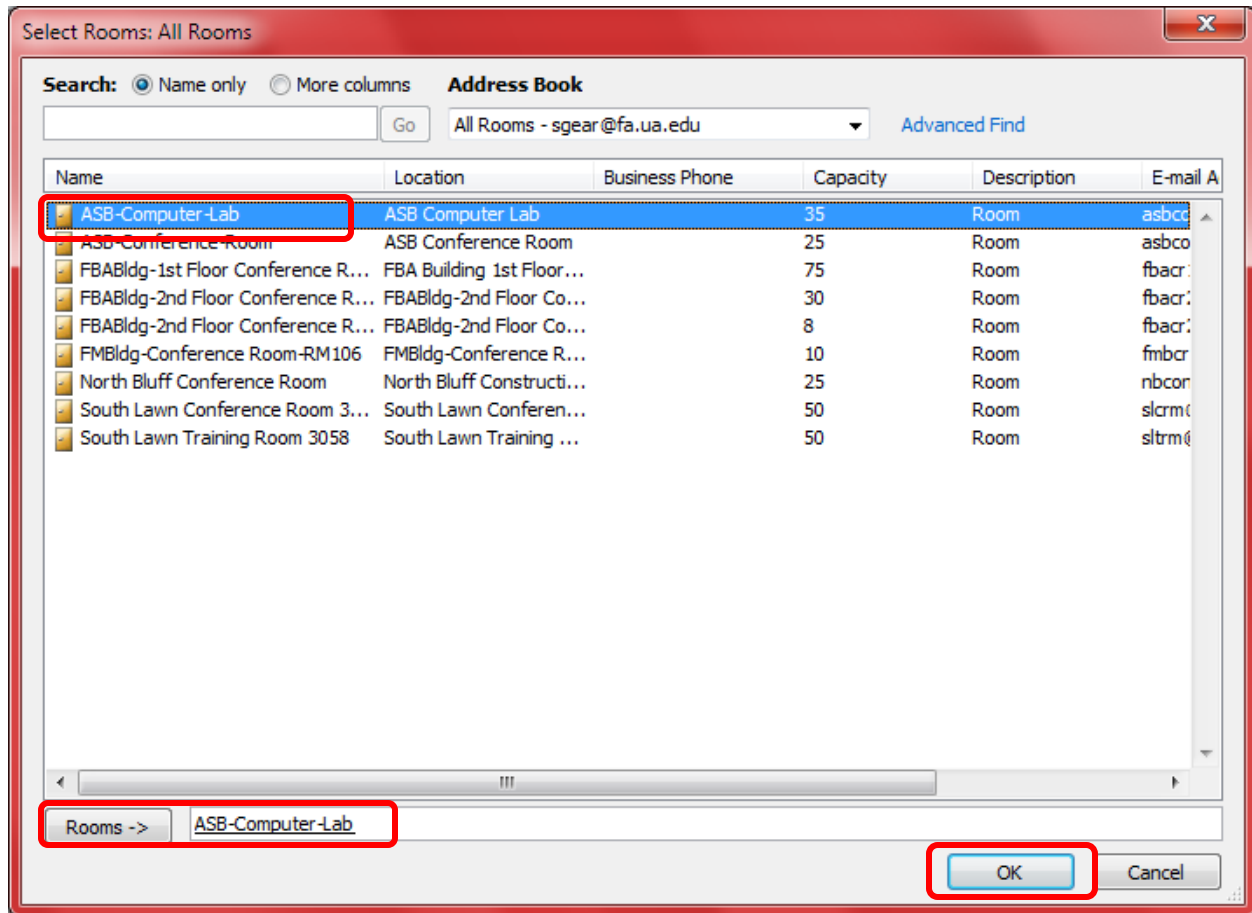 Select Rooms: All Rooms
Search: Name only More columns Address Book
Go All Rooms - sgear@fa.ua.edu Advanced Find
Name Location Business Phone Capacity Description E-mail A
ASB-Computer-Lab ASB Computer Lab 35 Room
ASB-Conference-Room ASB Conference Room 25 Room asbco
FBABldg-1st Floor Conference R... FBA Building 1st Floor... 75 Room fbacr
FBABldg-2nd Floor Conference R... FBABldg-2nd Floor Co... 30 Room fbacr
FBABldg-2nd Floor Conference R... FBABldg-2nd Floor Co... 8 Room fbacr
FMBldg-Conference Room-RM106 FMBldg-Conference R... 10 Room fmbcr
North Bluff Conference Room North Bluff Constructi... 25 Room nbcon
South Lawn Conference Room 3... South Lawn Conferen... 50 Room slcrm
South Lawn Training Room 3058 South Lawn Training ... 50 Room sltrm@
Rooms -> ASB-Computer-Lab
OK Cancel